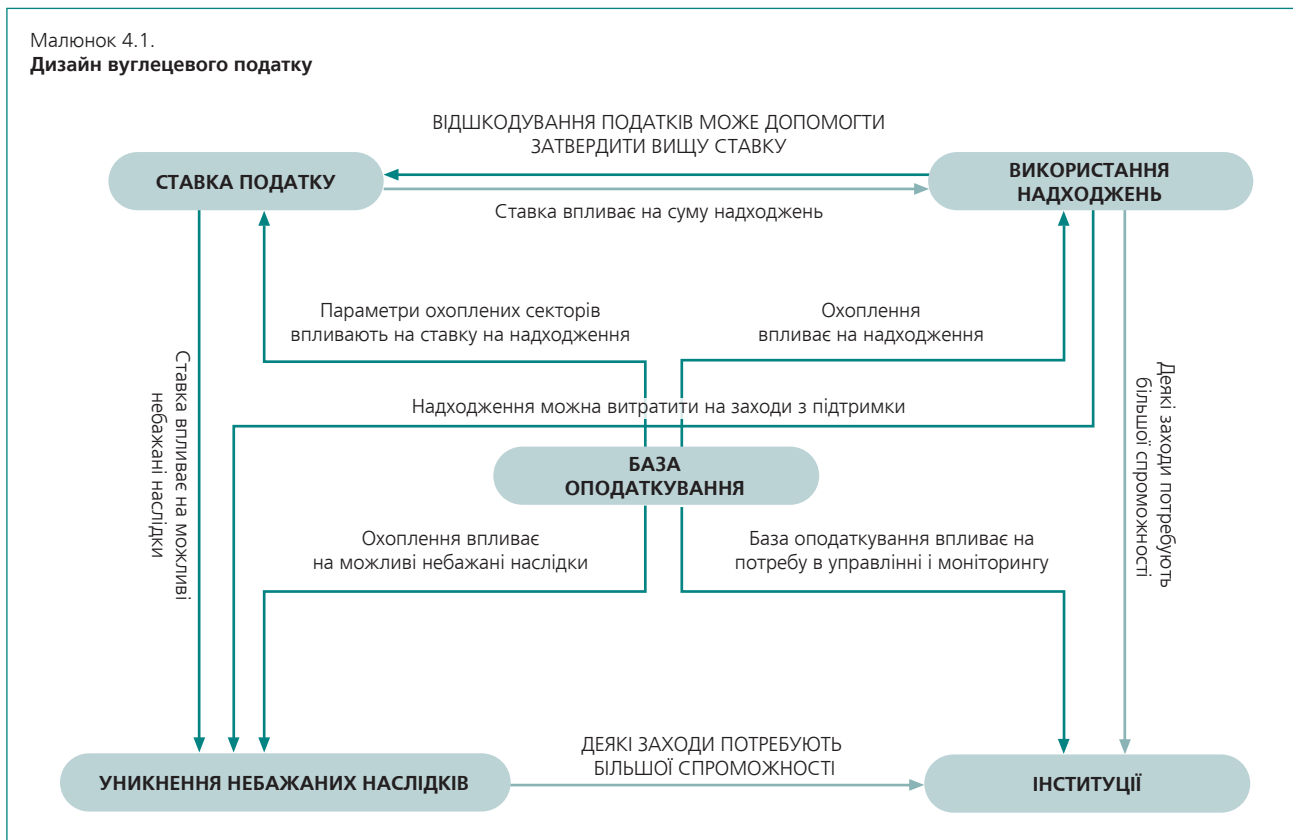 Малюнок 4.1.
Дизайн вуглецевого податку
ВІДШКОДУВАННЯ ПОДАТКІВ МОЖЕ ДОПОМОГТИ
ЗАТВЕРДИТИ ВИЩУ СТАВКУ
СТАВКА ПОДАТКУ
ВИКОРИСТАННЯ
НАДХОДЖЕНЬ
Ставка впливає на суму надходжень
Параметри охоплених секторів
впливають на ставку на надходження
Охоплення
впливає на надходження
Ставка впливає на можливі
небажані наслідки
Деякі заходи потребують
більшої спроможності
Надходження можна витратити на заходи з підтримки
БАЗА
ОПОДАТКУВАННЯ
Охоплення впливає
на можливі небажані наслідки
База оподаткування впливає на
потребу в управлінні і моніторингу
ДЕЯКІ ЗАХОДИ ПОТРЕБУЮТЬ
БІЛЬШОЇ СПРОМОЖНОСТІ
УНИКНЕННЯ НЕБАЖАНИХ НАСЛІДКІВ
ІНСТИТУЦІЇ